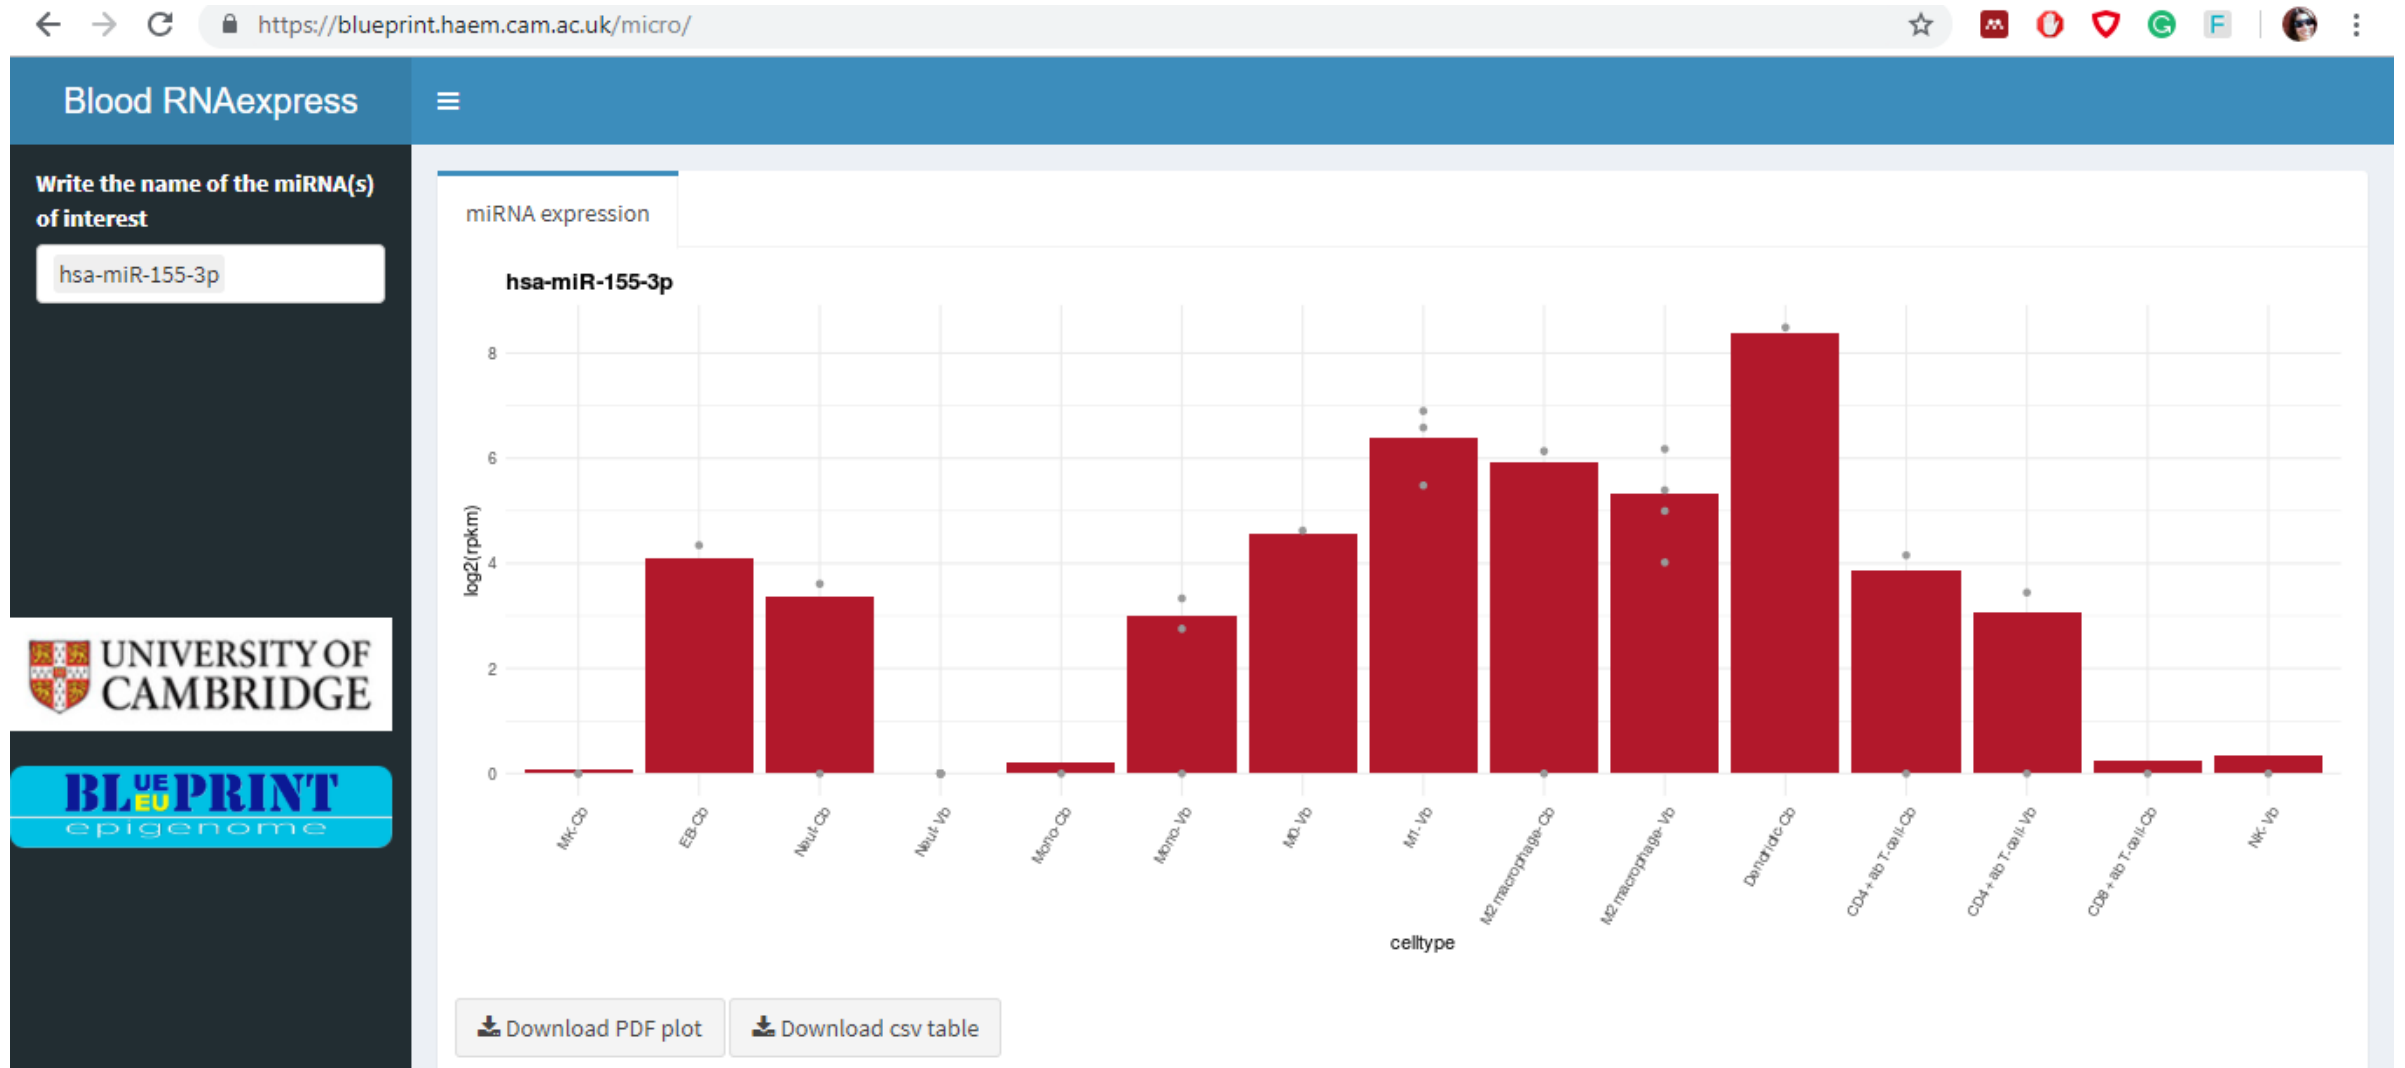 https://blueprint.haem.cam.ac.uk/micro/
Blood RNAexpress
Write the name of the miRNA(s)
of interest
hsa-miR-155-3p
UNIVERSITY OF
CAMBRIDGE
BLUEPRINT
EU
epigenome
miRNA expression
hsa-miR-155-3p
8
6
4
2
0
log2(rpkm)
MK-Cb
EB-Cb
Neut-Cb
Neut-Vb
Mono-Cb
Mono-Vb
M0-Vb
M1-Vb
M2 macrophage-Cb
M2 macrophage-Vb
Dendridic-Cb
CD4+ ab T-cell-Cb
CD4+ ab T-cell-Vb
CD8+ ab T-cell-Cb
NK-Vb
celltype
Download PDF plot
Download csv table